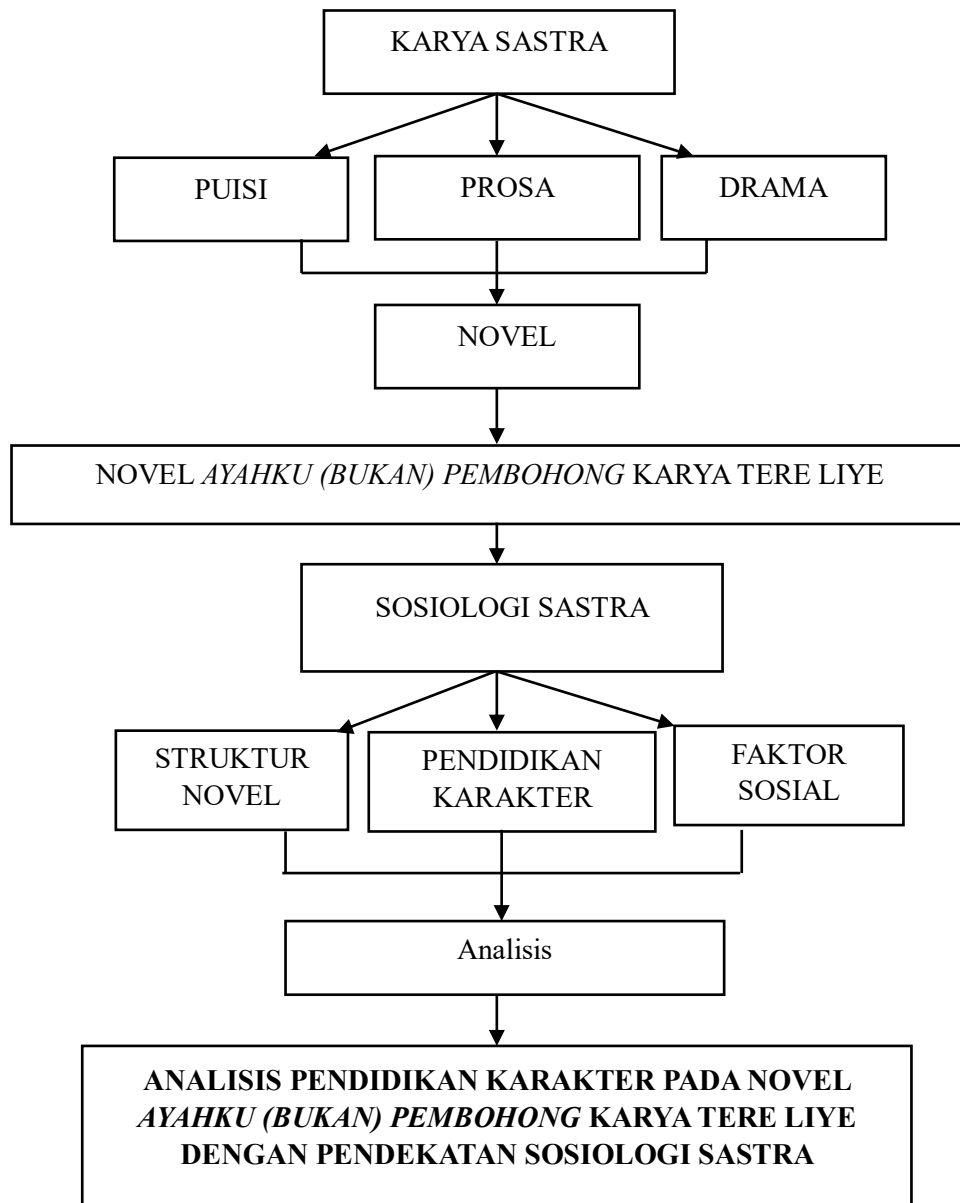 KARYA SASTRA
PUISI
PROSA
DRAMA
NOVEL
NOVEL AYAHKU (BUKAN) PEMBOHONG KARYA TERE LIYE
SOSIOLOGI SASTRA
STRUKTUR
NOVEL
PENDIDIKAN
KARAKTER
FAKTOR
SOSIAL
Analisis
ANALISIS PENDIDIKAN KARAKTER PADA NOVEL
AYAHKU (BUKAN) PEMBOHONG KARYA TERE LIYE
DENGAN PENDEKATAN SOSIOLOGI SASTRA